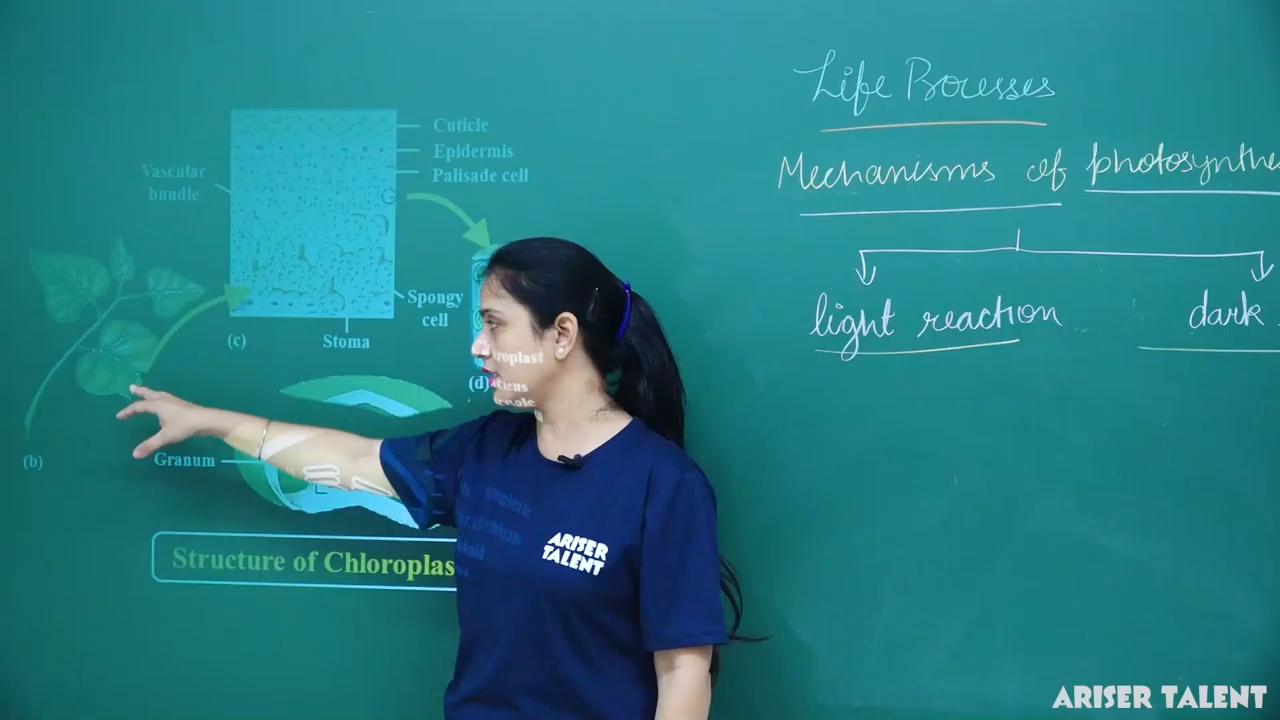 Life Processes
Mechanisms of photosynthe
light reaction
dark
Cuticle
Epidermis
Palisade cell
Vascular
bundle
Spongy
cell
(c)
Stoma
roplast
(d)
(b)
Granum
Structure of Chloroplas
ARISER
TALENT
ARISER TALENT